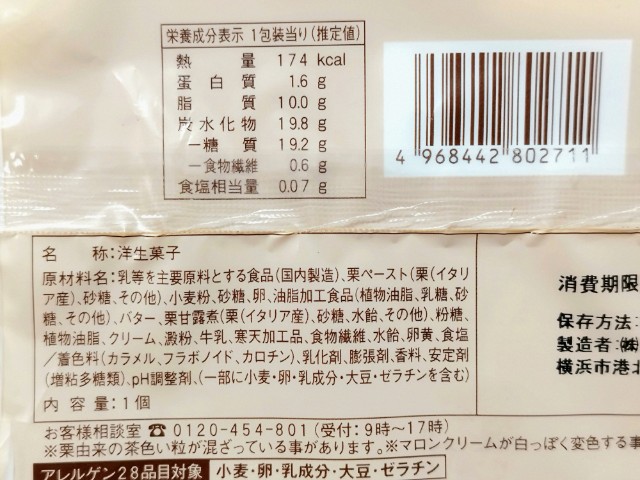 栄養成分表示 1包装当り(推定値)
熱量 174 kcal
蛋白質 1.6 g
脂質 10.0 g
炭水化物 19.8 g
－糖質 19.2 g
－食物繊維 0.6 g
食塩相当量 0.07 g
4 968442 802711
名称:洋生菓子
原材料名:乳等を主要原料とする食品(国内製造)、栗ペースト(栗(イタリ
ア産)、砂糖、その他)、小麦粉、砂糖、卵、油脂加工食品(植物油脂、乳糖、砂
糖、その他)、バター、栗甘露煮(栗(イタリア産)、砂糖、水飴、その他)、粉糖、
植物油脂、クリーム、澱粉、牛乳、寒天加工品、食物繊維、水飴、卵黄、食塩
/着色料(カラメル、フラボノイド、カロチン)、乳化剤、膨張剤、香料、安定剤
(増粘多糖類)、pH調整剤、(一部に小麦・卵・乳成分・大豆・ゼラチンを含む)
内容量:1個
消費期限
保存方法:
製造者:㈱
横浜市港北
お客様相談室 ☎ 0120-454-801 (受付:9時～17時)
※栗由来の茶色い粒が混ざっている事があります。※マロンクリームが白っぽく変色する事
アレルゲン28品目対象 小麦・卵・乳成分・大豆・ゼラチン